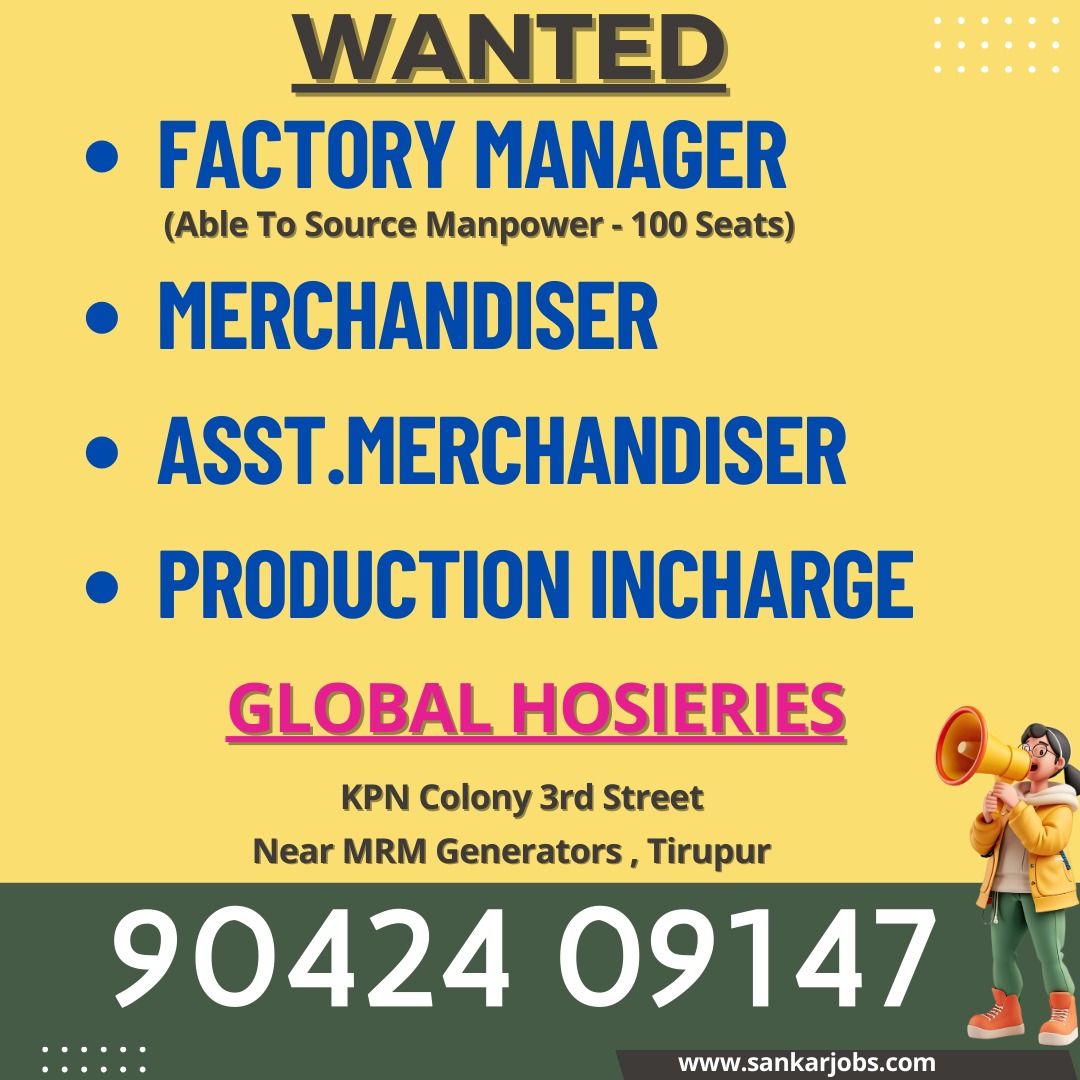 WANTED
FACTORY MANAGER
(Able To Source Manpower - 100 Seats)
MERCHANDISER
ASST.MERCHANDISER
PRODUCTION INCHARGE
GLOBAL HOSIERIES
KPN Colony 3rd Street
Near MRM Generators , Tirupur
90424 09147
www.sankarjobs.com